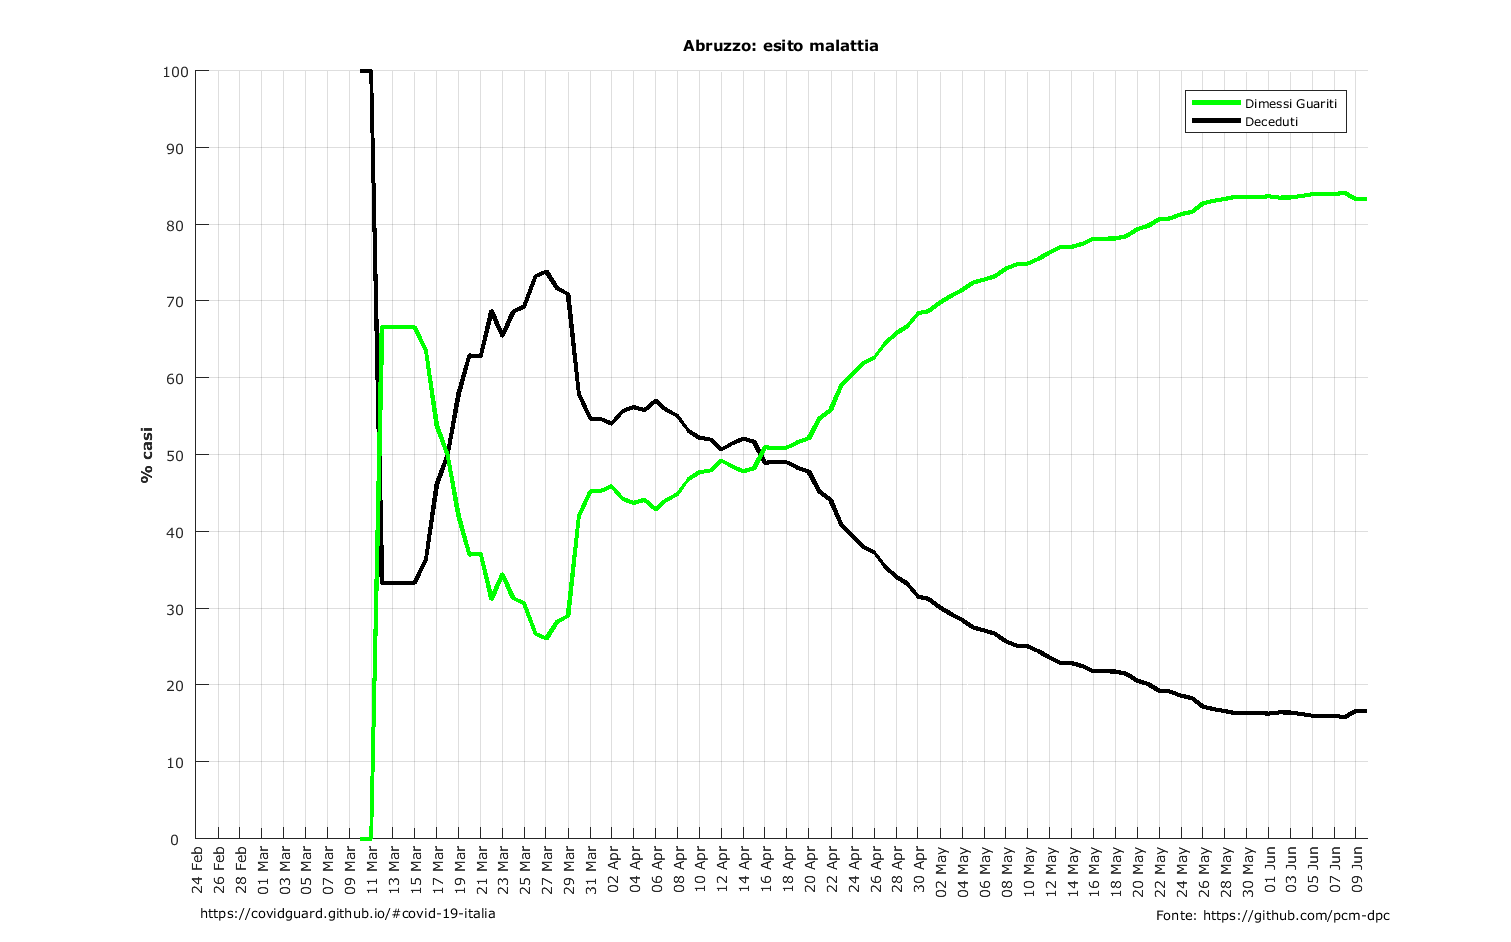 Abruzzo: esito malattia
100
90
80
70
60
50
40
30
20
10
0
% casi
Dimessi Guariti
Deceduti
24 Feb
26 Feb
28 Feb
01 Mar
03 Mar
05 Mar
07 Mar
09 Mar
11 Mar
13 Mar
15 Mar
17 Mar
19 Mar
21 Mar
23 Mar
25 Mar
27 Mar
29 Mar
31 Mar
02 Apr
04 Apr
06 Apr
08 Apr
10 Apr
12 Apr
14 Apr
16 Apr
18 Apr
20 Apr
22 Apr
24 Apr
26 Apr
28 Apr
30 Apr
02 May
04 May
06 May
08 May
10 May
12 May
14 May
16 May
18 May
20 May
22 May
24 May
26 May
28 May
30 May
01 Jun
03 Jun
05 Jun
07 Jun
09 Jun
https://covidguard.github.io/#covid-19-italia
Fonte: https://github.com/pcm-dpc